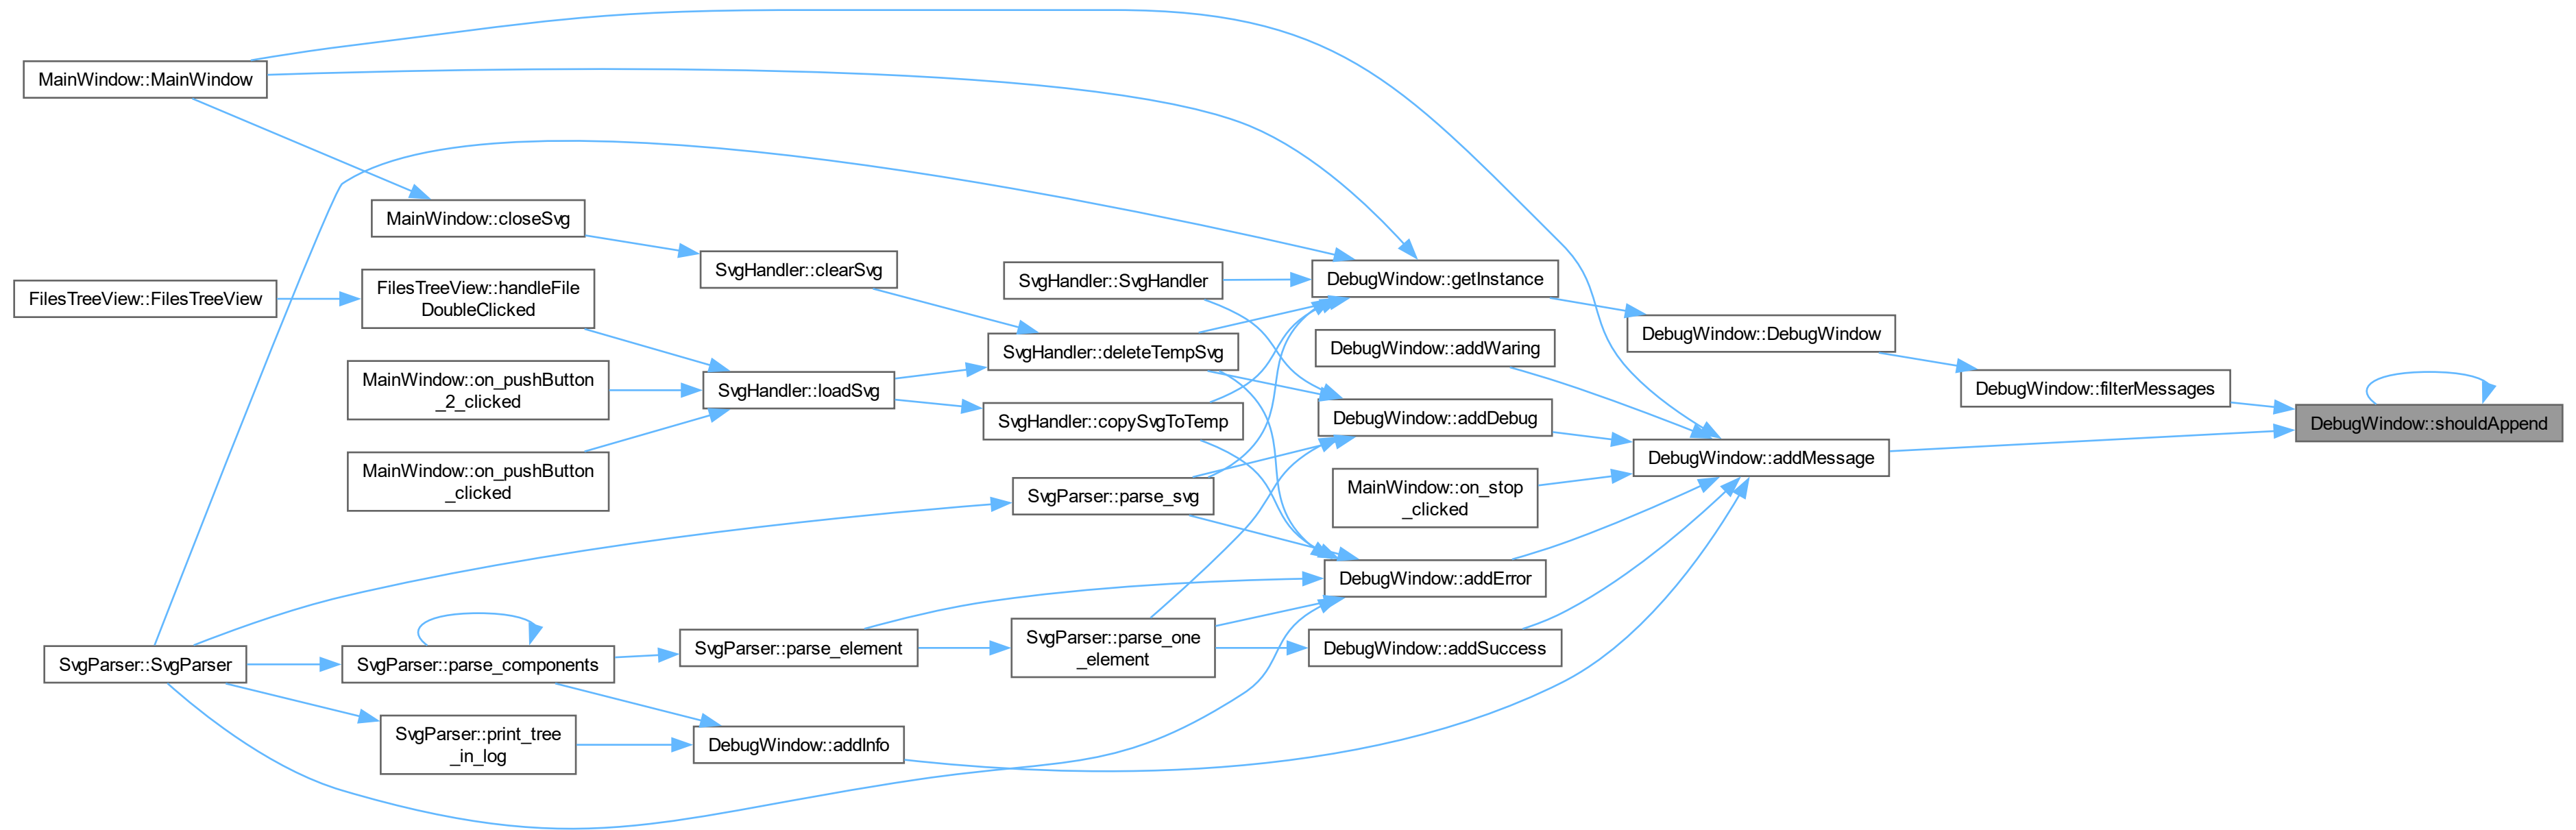 MainWindow::MainWindow
MainWindow::closeSvg
SvgHandler::clearSvg
SvgHandler::SvgHandler
DebugWindow::getInstance
FilesTreeView::FilesTreeView
FilesTreeView::handleFile
DoubleClicked
DebugWindow::DebugWindow
SvgHandler::deleteTempSvg
DebugWindow::addWaring
MainWindow::on_pushButton
_2_clicked
SvgHandler::loadSvg
DebugWindow::filterMessages
SvgHandler::copySvgToTemp
DebugWindow::addDebug
DebugWindow::shouldAppend
DebugWindow::addMessage
MainWindow::on_pushButton
_clicked
SvgParser::parse_svg
MainWindow::on_stop
_clicked
DebugWindow::addError
SvgParser::SvgParser
SvgParser::parse_components
SvgParser::parse_element
SvgParser::parse_one
_element
DebugWindow::addSuccess
SvgParser::print_tree
_in_log
DebugWindow::addInfo